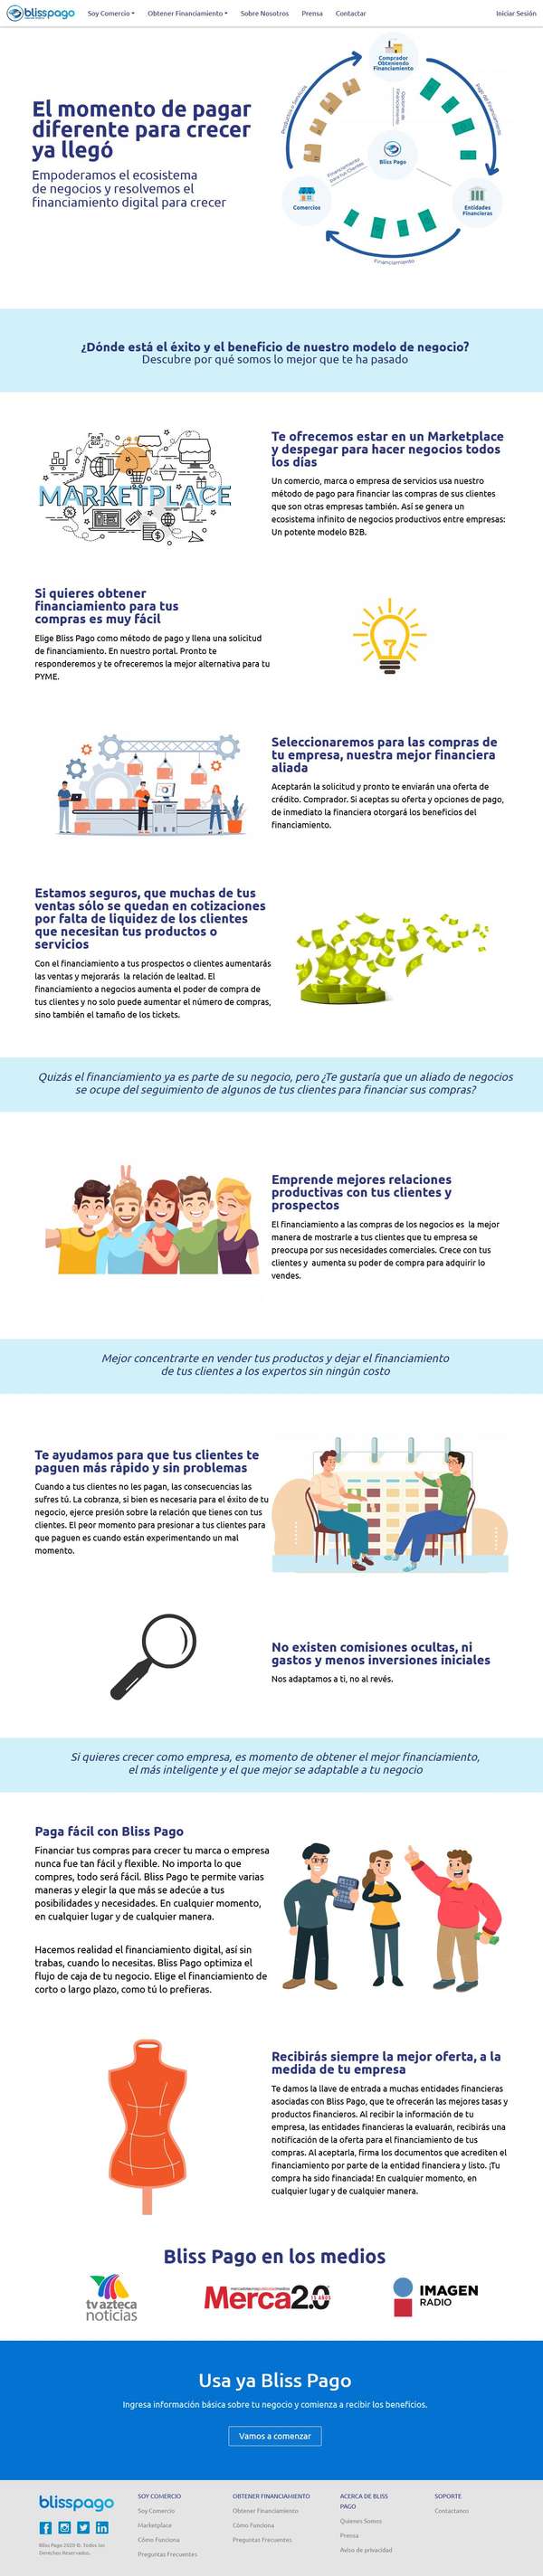 blisspago
Soy Comercio
Obtener Financiamiento
Sobre Nosotros
Prensa
Contactar
Iniciar Sesión
El momento de pagar
diferente para crecer
ya llegó
Empoderamos el ecosistema
de negocios y resolvemos el
financiamiento digital para crecer
Comprador
Obteniendo
Financiamiento
Bliss Pago
Financiamiento
para tus Clientes
Comercios
Entidades
Financieras
Financiamiento
¿Dónde está el éxito y el beneficio de nuestro modelo de negocio?
Descubre por qué somos lo mejor que te ha pasado
MARKETPLACE
Te ofrecemos estar en un Marketplace
y despegar para hacer negocios todos
los días
Un comercio, marca o empresa de servicios usa nuestro
método de pago para financiar las compras de sus clientes
que son otras empresas también. Así se genera un
ecosistema infinito de negocios productivos entre empresas:
Un potente modelo B2B.
Si quieres obtener
financiamiento para tus
compras es muy fácil
Elige Bliss Pago como método de pago y llena una solicitud
de financiamiento. En nuestro portal. Pronto te
responderemos y te ofreceremos la mejor alternativa para tu
PYME.
Seleccionaremos para las compras de
tu empresa, nuestra mejor financiera
aliada
Aceptarán la solicitud y pronto te enviarán una oferta de
crédito. Comprador. Si aceptas su oferta y opciones de pago,
de inmediato la financiera otorgará los beneficios del
financiamiento.
Estamos seguros, que muchas de tus
ventas sólo se quedan en cotizaciones
por falta de liquidez de los clientes
que necesitan tus productos o
servicios
Con el financiamiento a tus prospectos o clientes aumentarás
las ventas y mejorarás la relación de lealtad. El
financiamiento a negocios aumenta el poder de compra de
tus clientes y no solo puede aumentar el número de compras,
sino también el tamaño de los tickets.
Quizás el financiamiento ya es parte de su negocio, pero ¿Te gustaría que un aliado de negocios
se ocupe del seguimiento de algunos de tus clientes para financiar sus compras?
Emprende mejores relaciones
productivas con tus clientes y
prospectos
El financiamiento a las compras de los negocios es la mejor
manera de mostrarle a tus clientes que tu empresa se
preocupa por sus necesidades comerciales. Crece con tus
clientes y aumenta su poder de compra para adquirir lo
vendes.
Mejor concentrarte en vender tus productos y dejar el financiamiento
de tus clientes a los expertos sin ningún costo
Te ayudamos para que tus clientes te
paguen más rápido y sin problemas
Cuando a tus clientes no les pagan, las consecuencias las
sufres tú. La cobranza, si bien es necesaria para el éxito de tu
negocio, ejerce presión sobre la relación que tienes con tus
clientes. El peor momento para presionar a tus clientes para
que paguen es cuando están experimentando un mal
momento.
No existen comisiones ocultas, ni
gastos y menos inversiones iniciales
Nos adaptamos a ti, no al revés.
Si quieres crecer como empresa, es momento de obtener el mejor financiamiento,
el más inteligente y el que mejor se adaptable a tu negocio
Paga fácil con Bliss Pago
Financiar tus compras para crecer tu marca o empresa
nunca fue tan fácil y flexible. No importa lo que
compres, todo será fácil. Bliss Pago te permite varias
maneras y elegir la que más se adecúe a tus
posibilidades y necesidades. En cualquier momento,
en cualquier lugar y de cualquier manera.
Hacemos realidad el financiamiento digital, así sin
trabas, cuando lo necesitas. Bliss Pago optimiza el
flujo de caja de tu negocio. Elige el financiamiento de
corto o largo plazo, como tú lo prefieras.
Recibirás siempre la mejor oferta, a la
medida de tu empresa
Te damos la llave de entrada a muchas entidades financieras
asociadas con Bliss Pago, que te ofrecerán las mejores tasas y
productos financieros. Al recibir la información de tu
empresa, las entidades financieras la evaluarán, recibirás una
notificación de la oferta para el financiamiento de tus
compras. Al aceptarla, firma los documentos que acrediten el
financiamiento por parte de la entidad financiera y listo. ¡Tu
compra ha sido financiada! En cualquier momento, en
cualquier lugar y de cualquier manera.
Bliss Pago en los medios
tv azteca
noticias
Merca2.0
15 AÑOS
IMAGEN
RADIO
Usa ya Bliss Pago
Ingresa información básica sobre tu negocio y comienza a recibir los beneficios.
Vamos a comenzar
blisspago
Bliss Pago 2020 ©. Todos los
Derechos Reservados.
SOY COMERCIO
Soy Comercio
Marketplace
Cómo Funciona
Preguntas Frecuentes
OBTENER FINANCIAMIENTO
Obtener Financiamiento
Cómo Funciona
Preguntas Frecuentes
ACERCA DE BLISS
PAGO
Quienes Somos
Prensa
Aviso de privacidad
SOPORTE
Contactanos